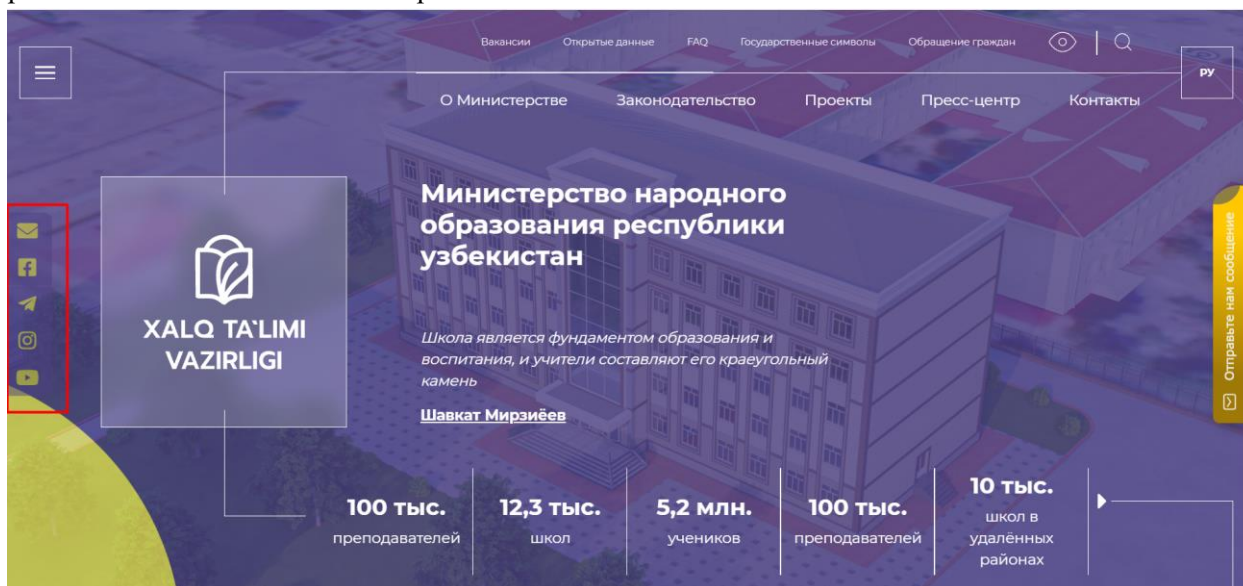 Вакансии Открытые данные FAQ Государственные символы Обращение граждан
РУ
О Министерстве Законодательство Проекты Пресс-центр Контакты
XALQ TA`LIMI
VAZIRLIGI
Министерство народного
образования республики
узбекистан
Школа является фундаментом образования и
воспитания, и учители составляют его краеугольный
камень
Шавкат Мирзиёев
Отправьте нам сообщение
100 тыс.
преподавателей
12,3 тыс.
школ
5,2 млн.
учеников
100 тыс.
преподавателей
10 тыс.
школ в
удалённых
районах